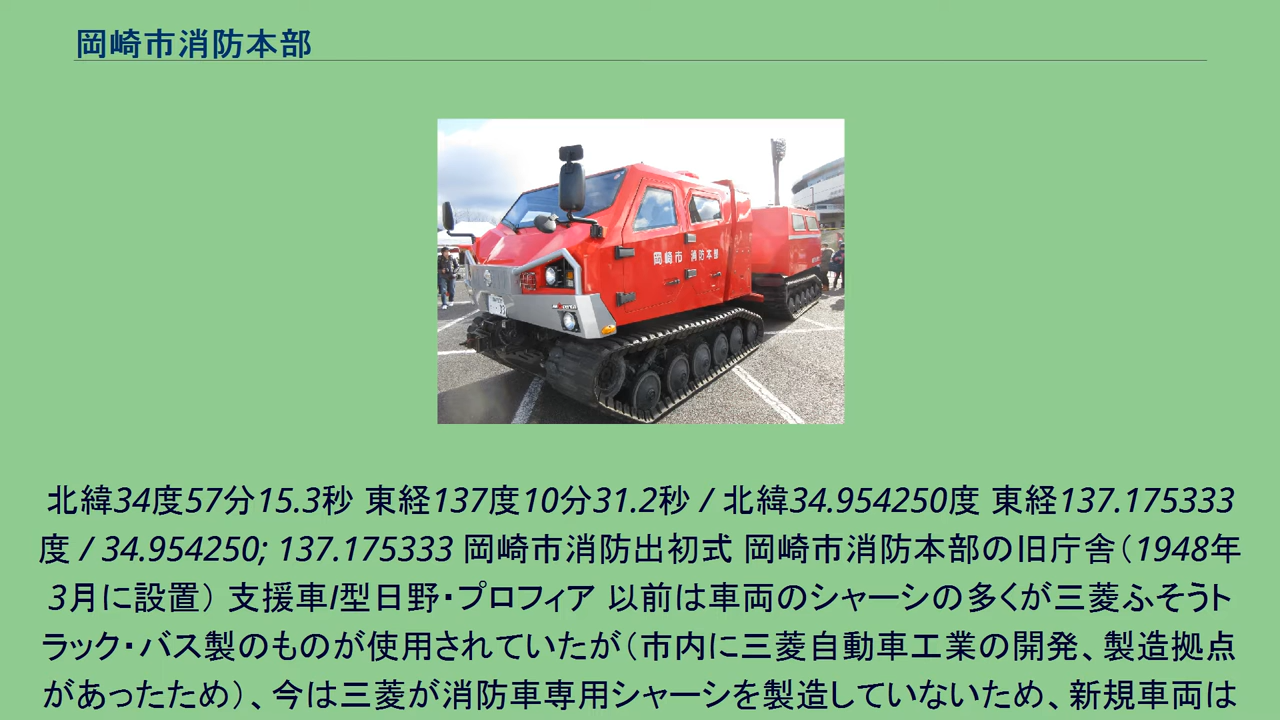 岡崎市消防本部
岡崎市 消防本部
北緯34度57分15.3秒 東経137度10分31.2秒 / 北緯34.954250度 東経137.175333
度 / 34.954250; 137.175333 岡崎市消防出初式 岡崎市消防本部の旧庁舎（1948年
3月に設置） 支援車I型日野・プロフィア 以前は車両のシャーシの多くが三菱ふそうト
ラック・バス製のものが使用されていたが（市内に三菱自動車工業の開発、製造拠点
があったため）、今は三菱が消防車専用シャーシを製造していないため、新規車両は